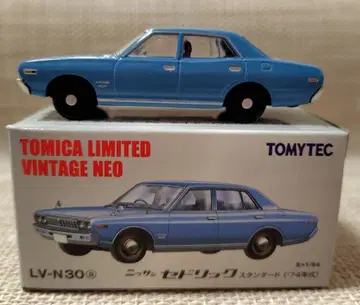 TOMICA LIMITED
VINTAGE NEO
TOMYTEC
LV-N30ⓐ
ニッサン セドリック スタンダード ('74年式)
S=1/64